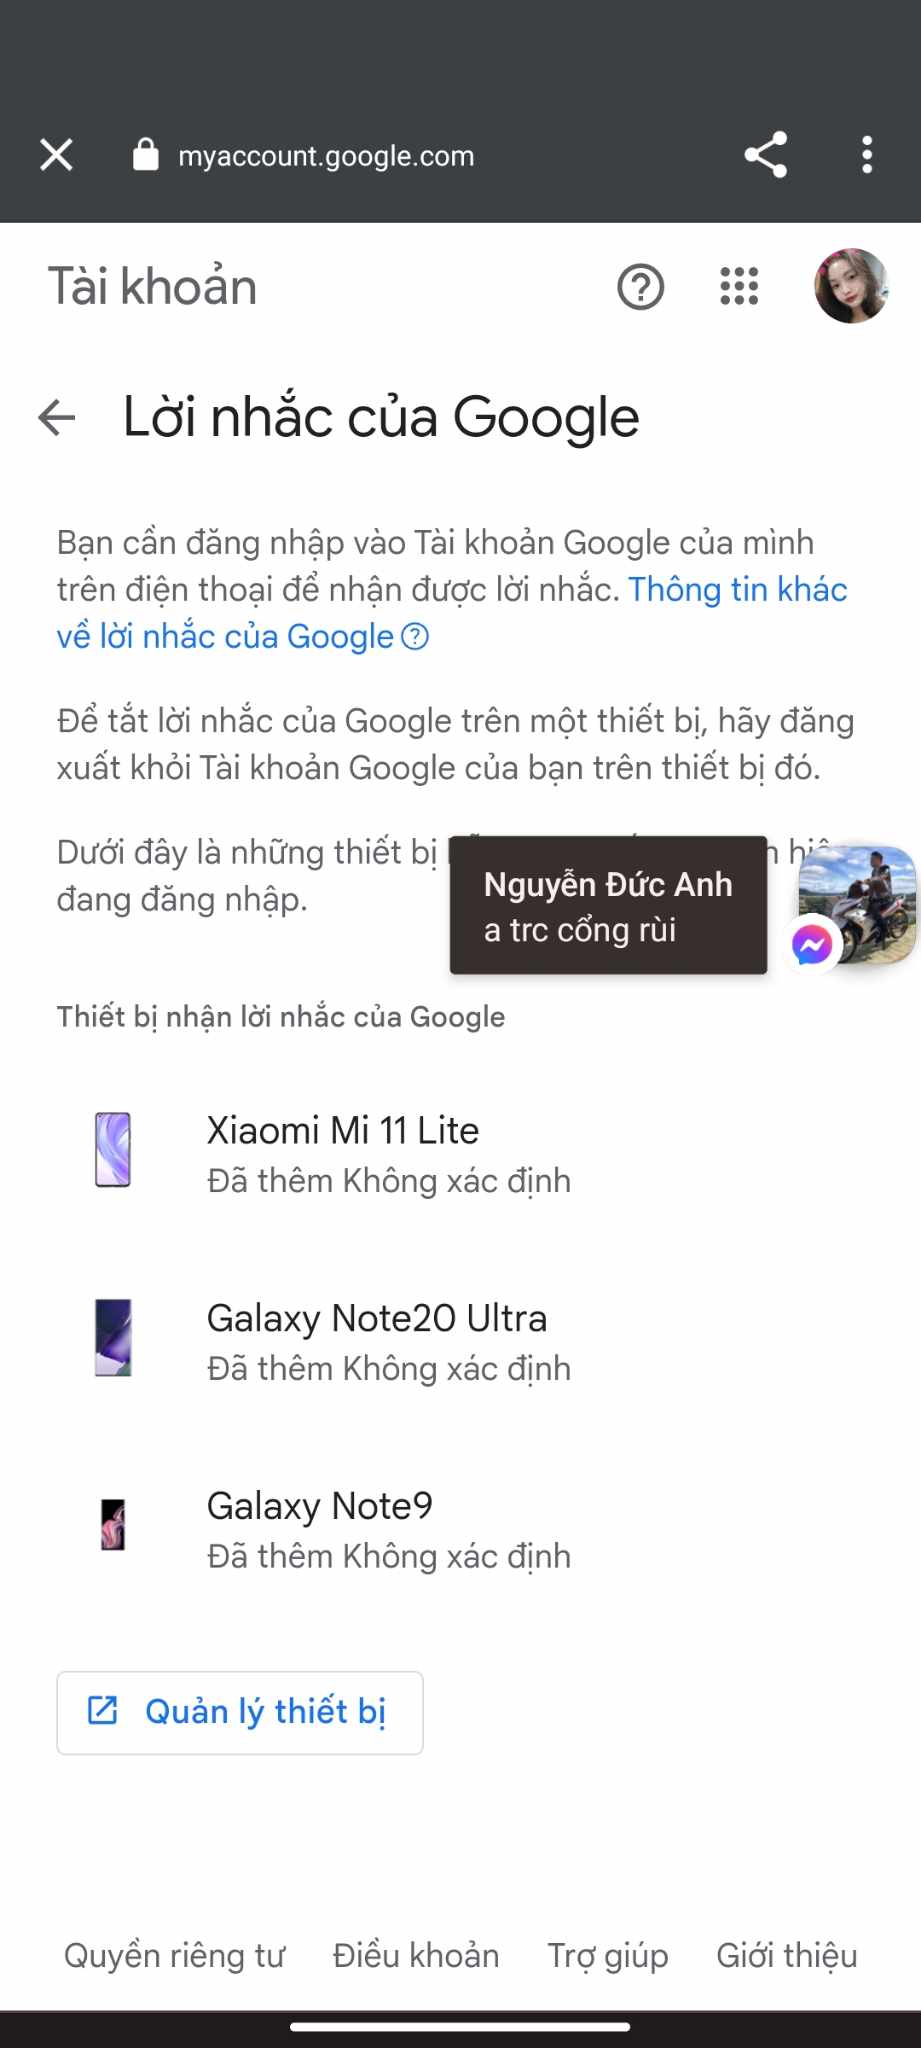 myaccount.google.com
Tài khoản
Lời nhắc của Google
Bạn cần đăng nhập vào Tài khoản Google của mình
trên điện thoại để nhận được lời nhắc. Thông tin khác
về lời nhắc của Google
Để tắt lời nhắc của Google trên một thiết bị, hãy đăng
xuất khỏi Tài khoản Google của bạn trên thiết bị đó.
Dưới đây là những thiết bị
đang đăng nhập.
Nguyễn Đức Anh
a trc cổng rùi
Thiết bị nhận lời nhắc của Google
Xiaomi Mi 11 Lite
Đã thêm Không xác định
Galaxy Note20 Ultra
Đã thêm Không xác định
Galaxy Note9
Đã thêm Không xác định
Quản lý thiết bị
Quyền riêng tư Điều khoản Trợ giúp Giới thiệu